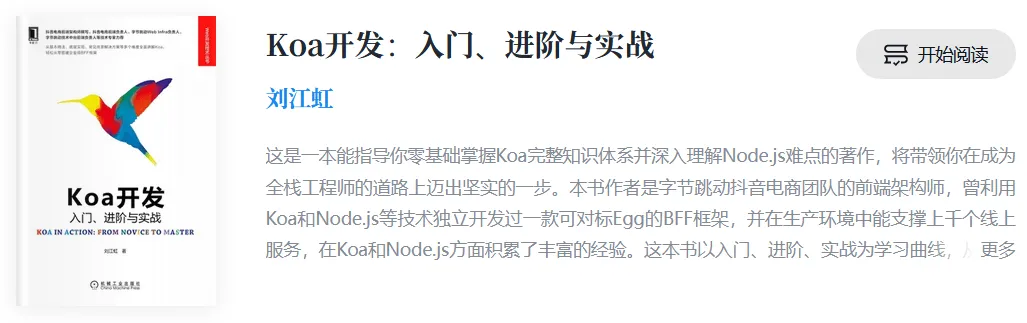 Koa开发：入门、进阶与实战
刘江虹
开始阅读
这是一本能指导你零基础掌握Koa完整知识体系并深入理解Node.js难点的著作，将带领你在成为
全栈工程师的道路上迈出坚实的一步。本书作者是字节跳动抖音电商团队的前端架构师，曾利用
Koa和Node.js等技术独立开发过一款可对标Egg的BFF框架，并在生产环境中能支撑上千个线上
服务，在Koa和Node.js方面积累了丰富的经验。这本书以入门、进阶、实战为学习曲线，
更多
Koa开发
入门、进阶与实战
KOA IN ACTION: FROM NOVICE TO MASTER
刘江虹 著
机械工业出版社
China Machine Press